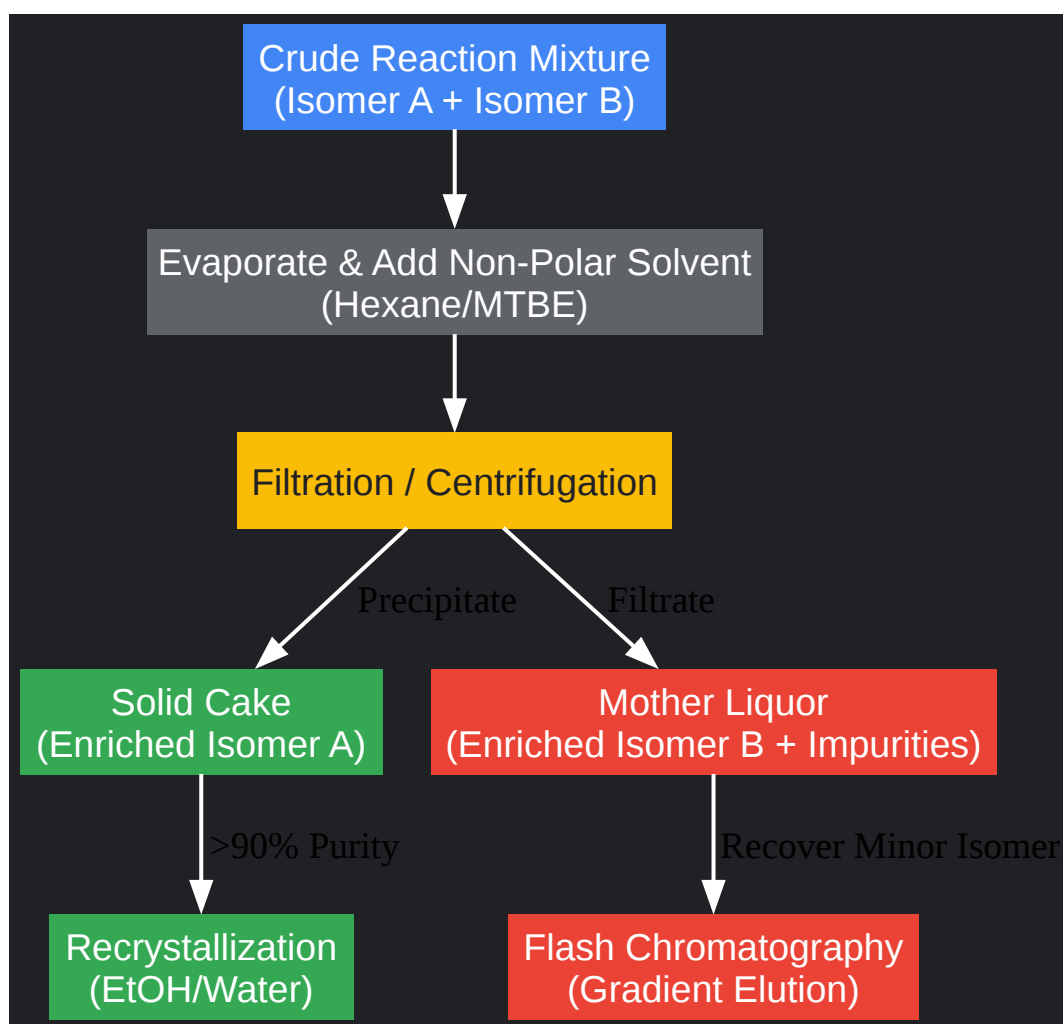 Crude Reaction Mixture
(Isomer A + Isomer B)
Evaporate & Add Non-Polar Solvent
(Hexane/MTBE)
Filtration / Centrifugation
Precipitate
Filtrate
Solid Cake
(Enriched Isomer A)
Mother Liquor
(Enriched Isomer B + Impurities)
>90% Purity
Recover Minor Isomer
Recrystallization
(EtOH/Water)
Flash Chromatography
(Gradient Elution)